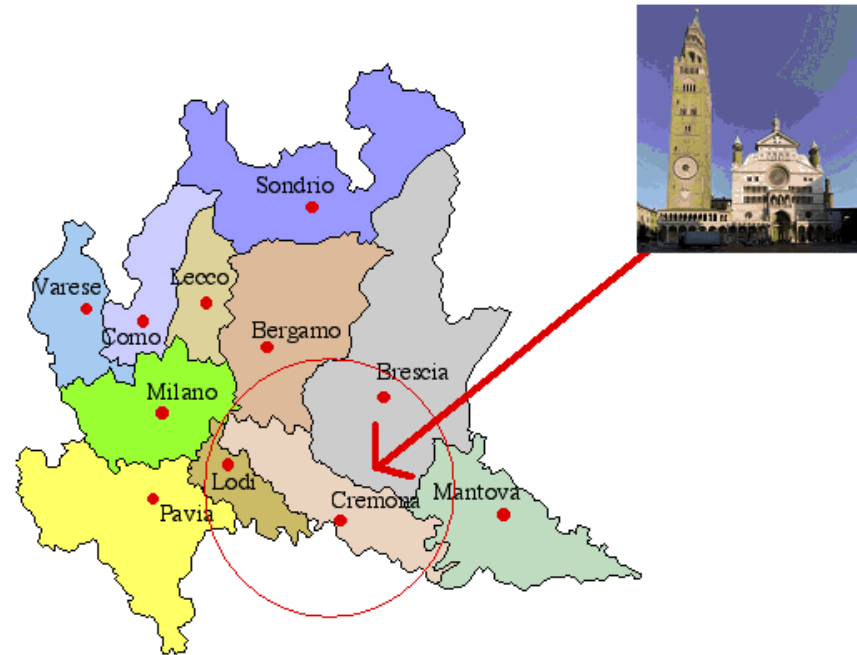 Sondrio
Lecco
Varese
Como
Bergamo
Brescia
Milano
Lodi
Pavia
Cremona
Mantova